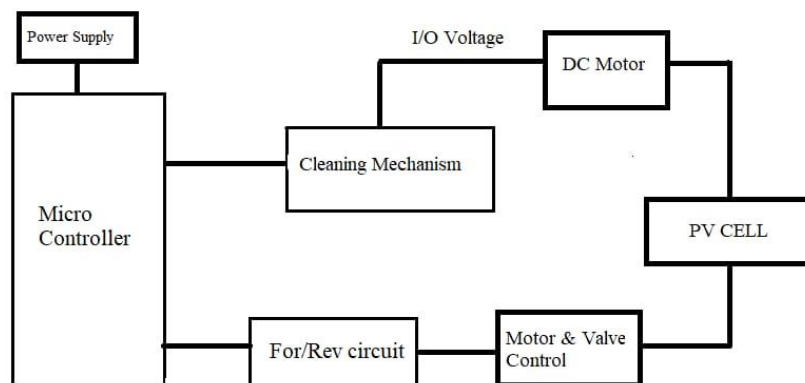 Power Supply
I/O Voltage
DC Motor
Cleaning Mechanism
Micro
Controller
PV CELL
For/Rev circuit
Motor & Valve
Control